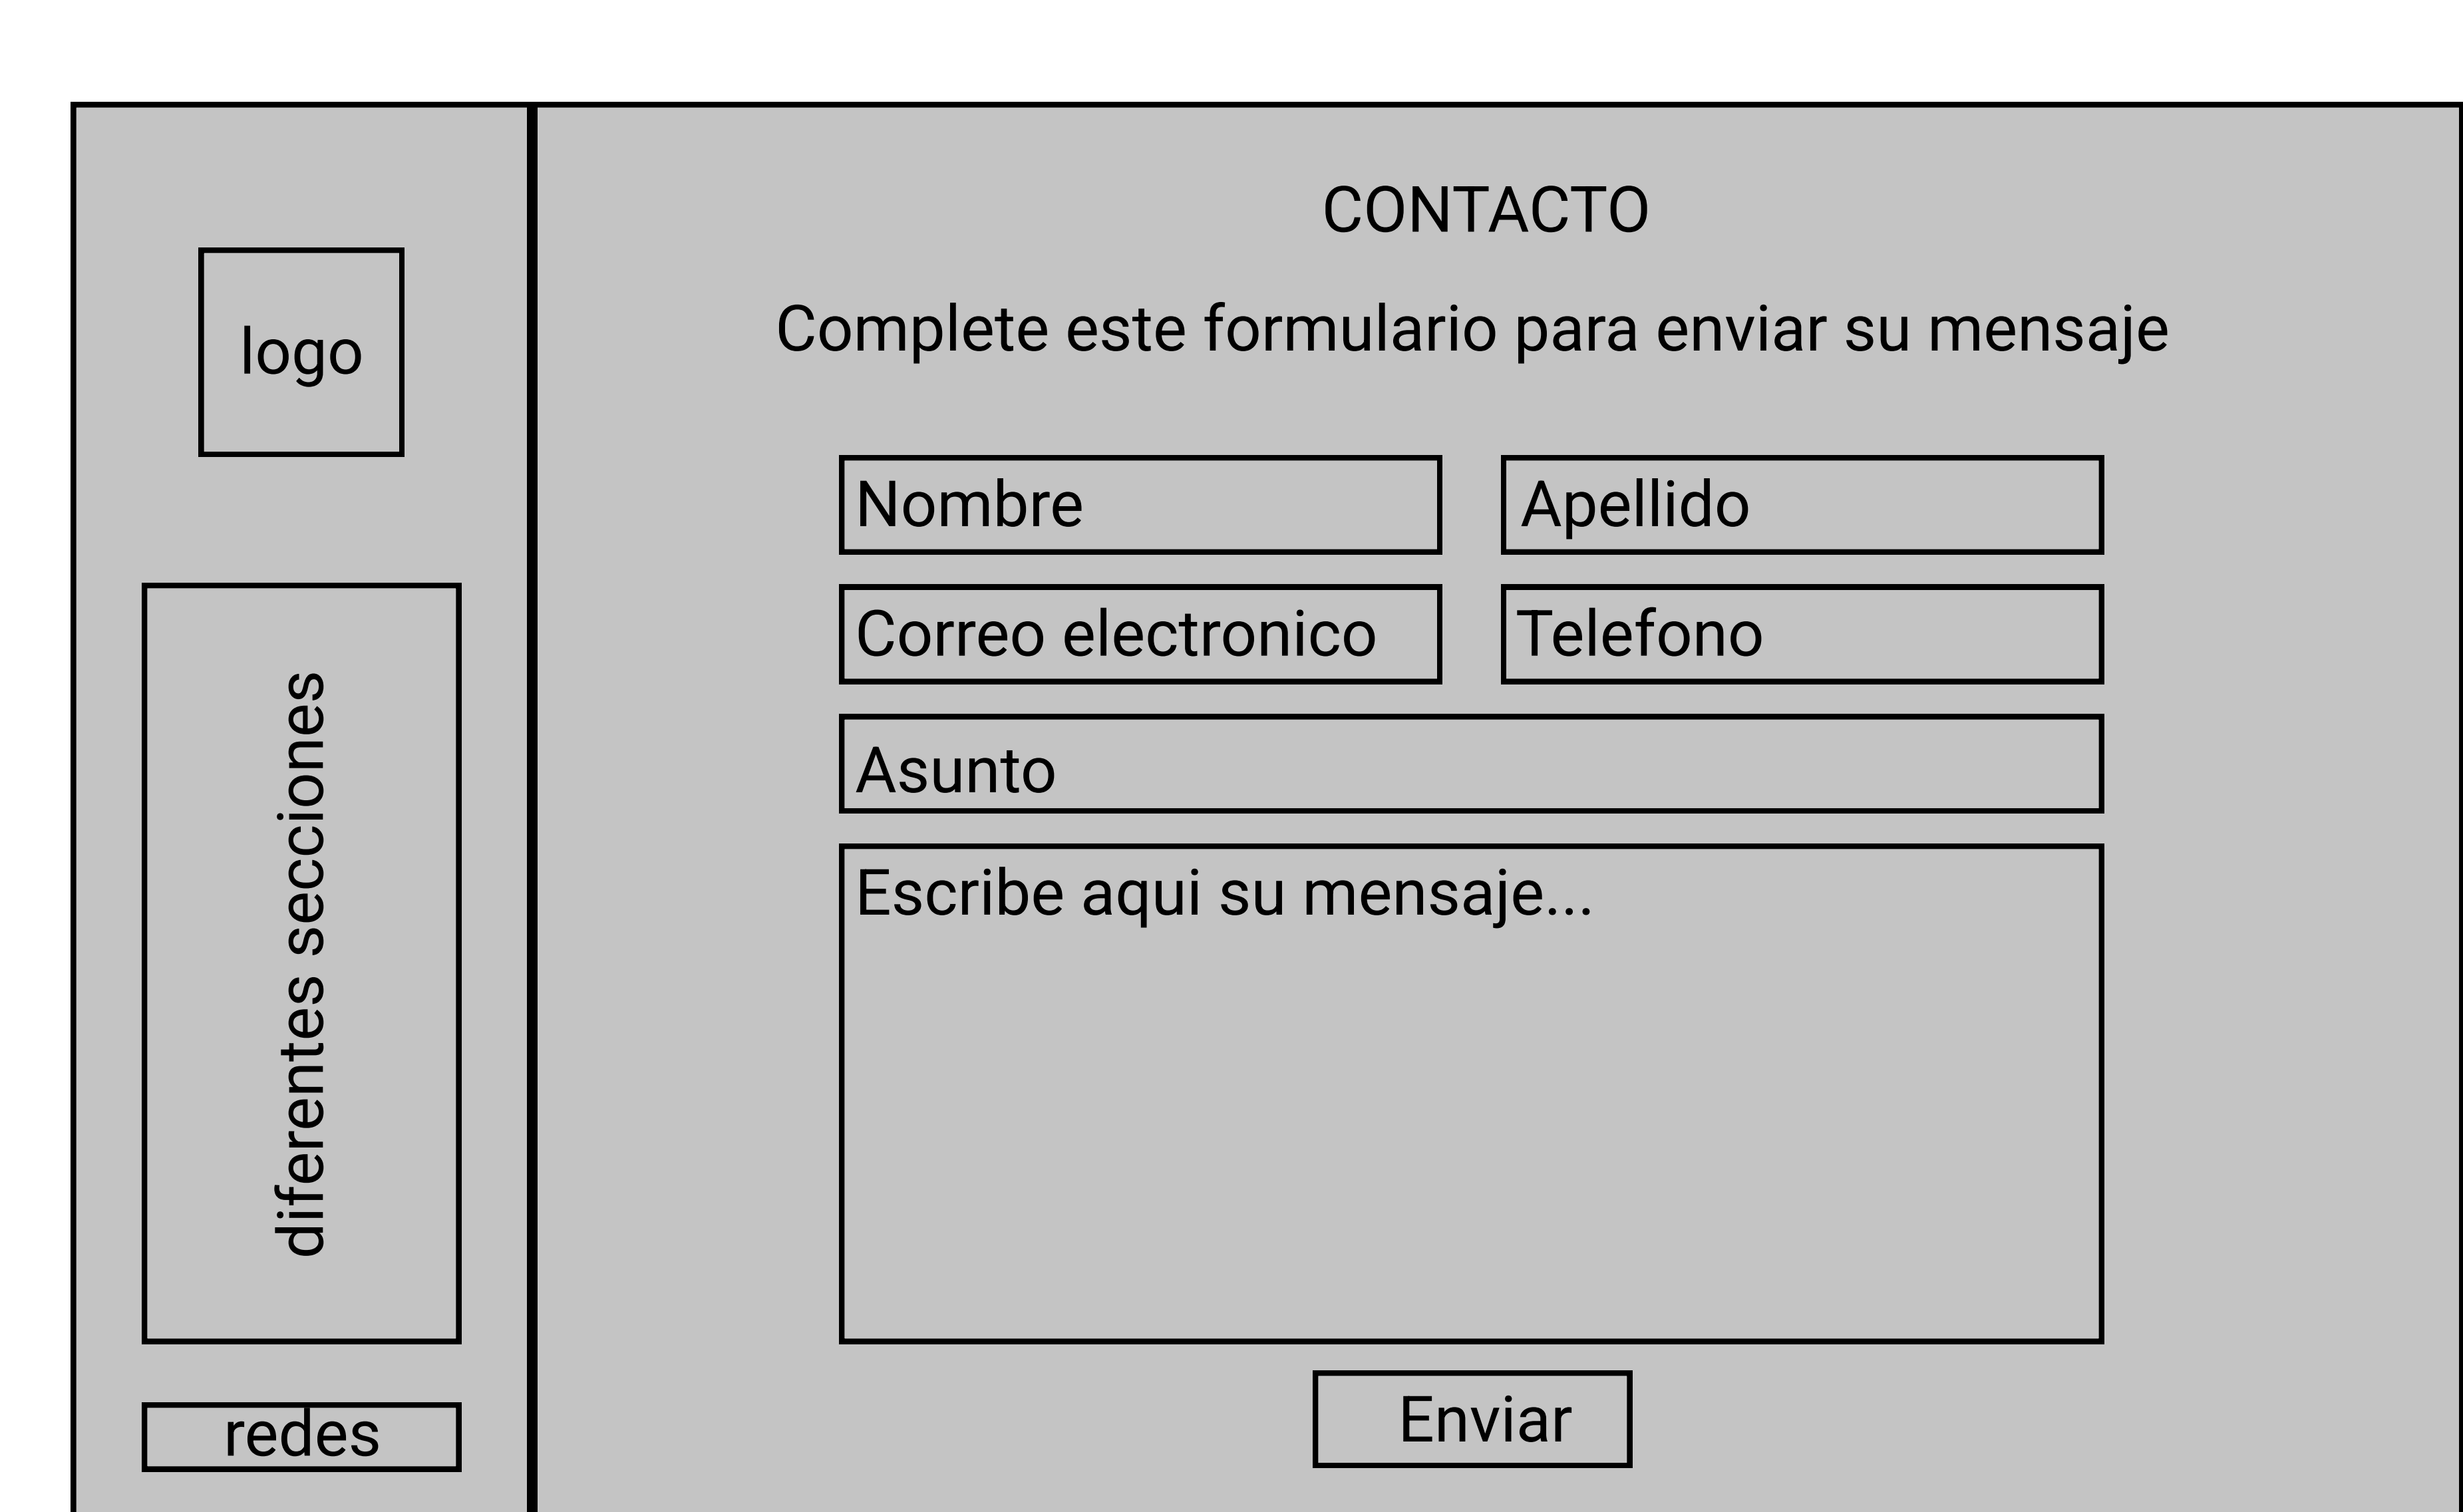 logo
diferentes secciones
redes
CONTACTO
Complete este formulario para enviar su mensaje
Nombre
Apellido
Correo electronico
Telefono
Asunto
Escribe aqui su mensaje...
Enviar